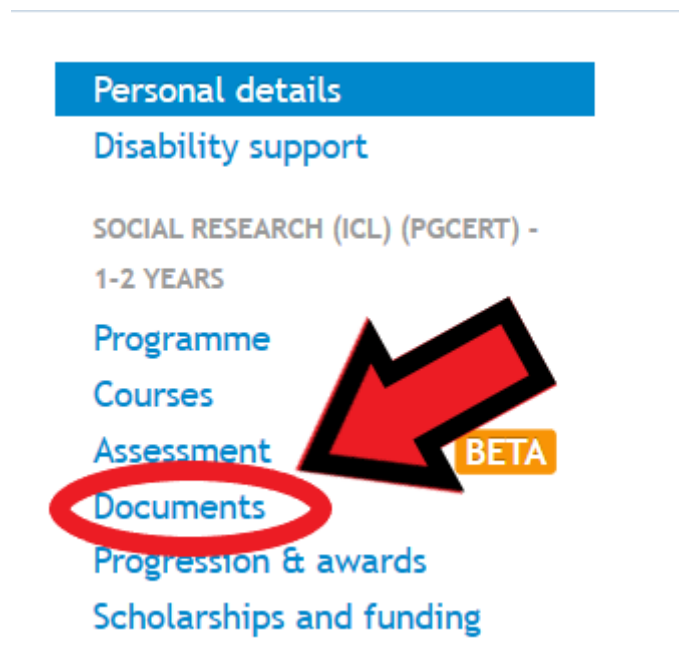 Personal details
Disability support
SOCIAL RESEARCH (ICL) (PGCERT) -
1-2 YEARS
Programme
Courses
Assessment BETA
Documents
Progression & awards
Scholarships and funding